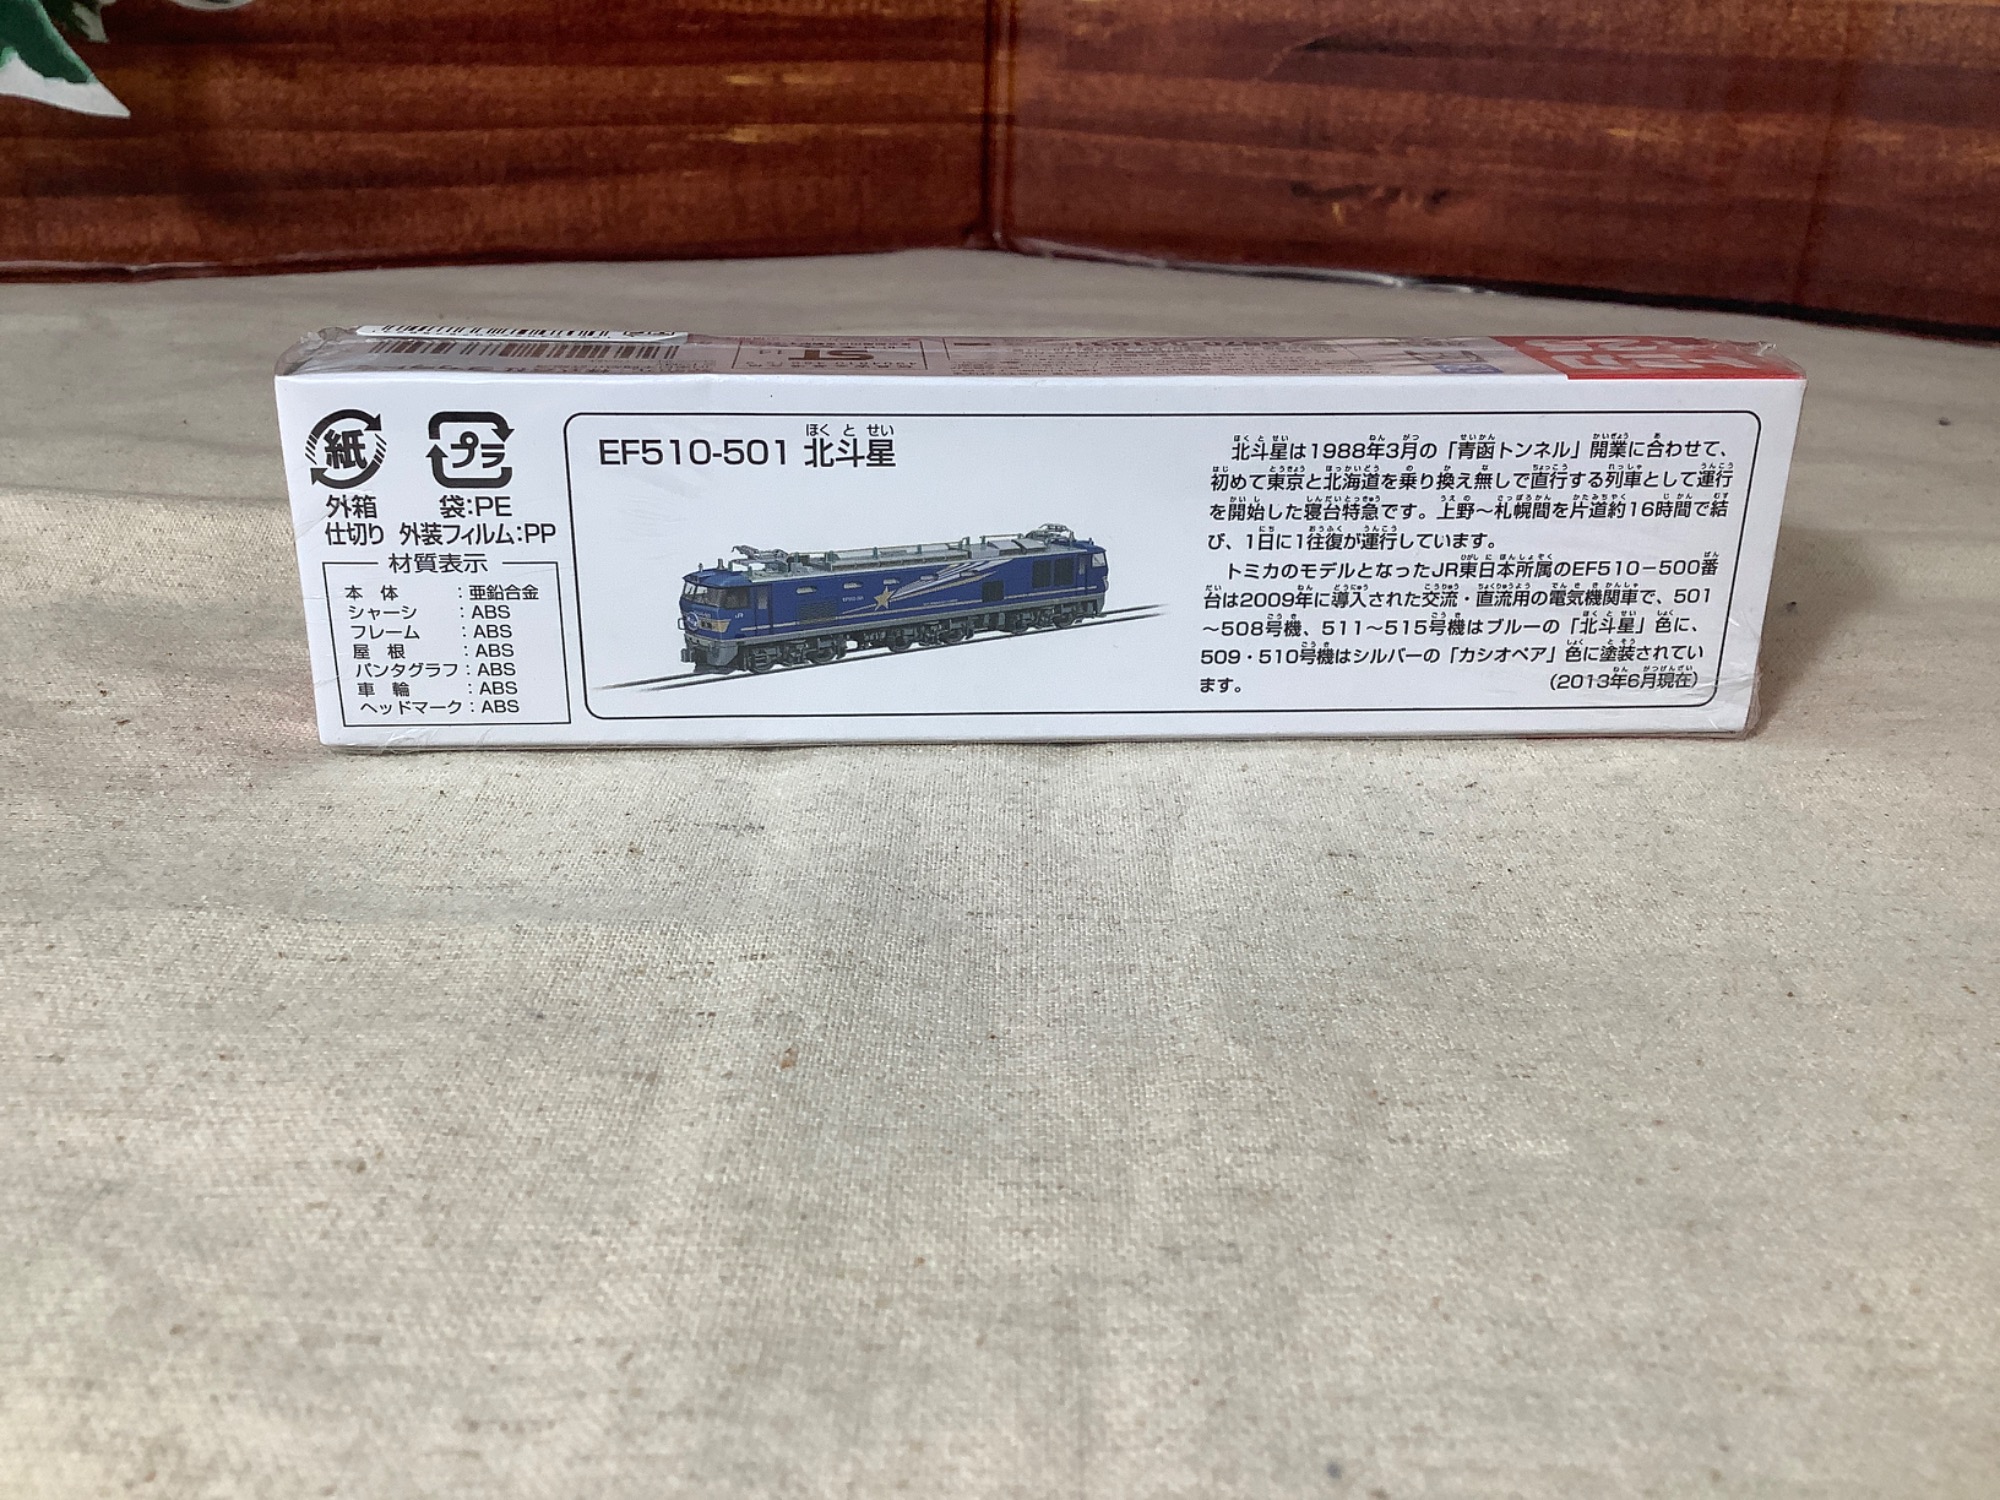 紙
プラ
外箱 袋:PE
仕切り 外装フィルム:PP
材質表示
本体 :亜鉛合金
シャーシ :ABS
フレーム :ABS
屋根 :ABS
パンタグラフ:ABS
車輪 :ABS
ヘッドマーク:ABS
ほくとせい
EF510-501 北斗星
北斗星は1988年3月の「青函トンネル」開業に合わせて、
初めて東京と北海道を乗り換え無しで直行する列車として運行
を開始した寝台特急です。上野〜札幌間を片道約16時間で結
び、1日に1往復が運行しています。
トミカのモデルとなったJR東日本所属のEF510−500番
台は2009年に導入された交流・直流用の電気機関車で、501
〜508号機、511〜515号機はブルーの「北斗星」色に、
509・510号機はシルバーの「カシオペア」色に塗装されてい
ます。 (2013年6月現在)